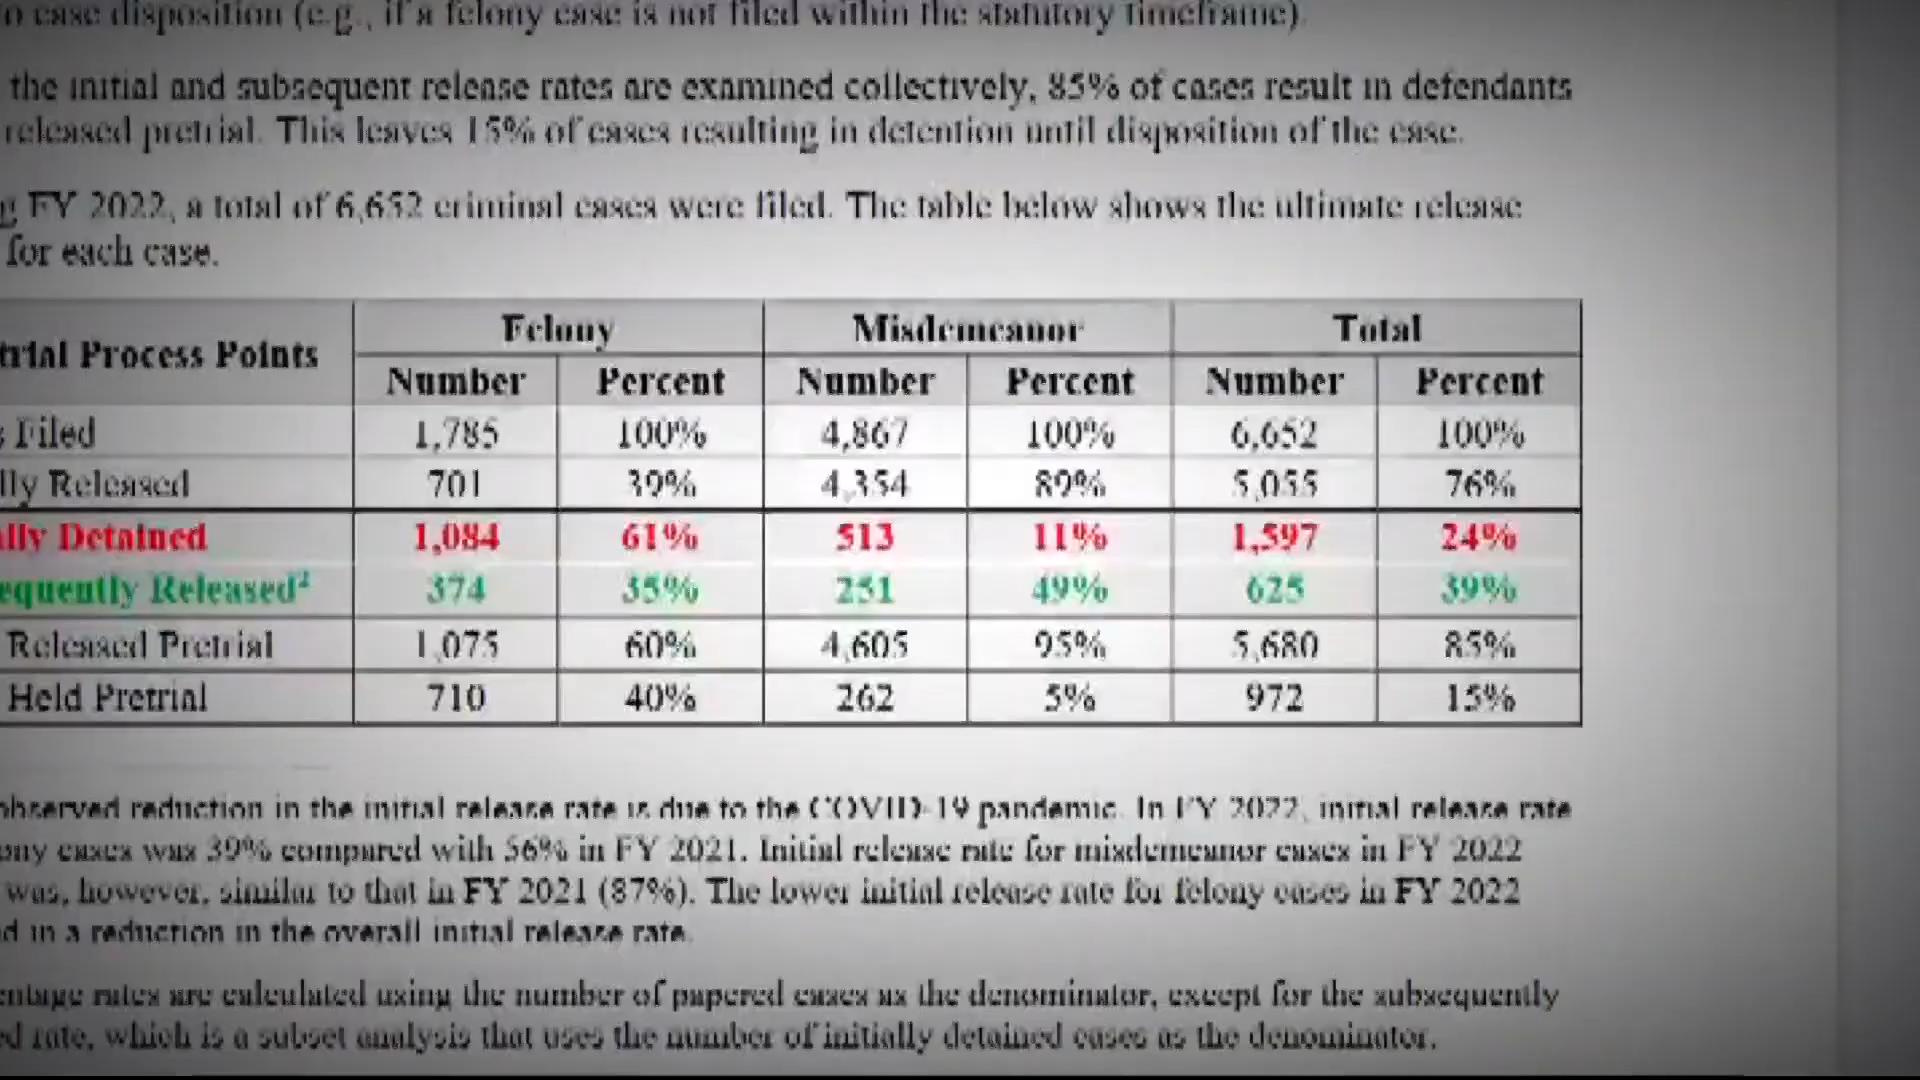 case disposition (e.g., if a felony case is not filed within the statutory timeframe)
the initial and subsequent release rates are examined collectively, 85% of cases result in defendants
released pretrial. This leaves 15% of cases resulting in detention until disposition of the case.
FY 2022, a total of 6,652 criminal cases were filed. The table below shows the ultimate release
for each case.
trial Process Points Felony Misdemeanor Total
Number Percent Number Percent Number Percent
s Filed 1,785 100% 4,867 100% 6,652 100%
lly Released 701 39% 4,354 89% 5,055 76%
ally Detained 1,084 61% 513 11% 1,597 24%
equently Released² 374 35% 251 49% 625 39%
Released Pretrial 1,075 60% 4,605 95% 5,680 85%
Held Pretrial 710 40% 262 5% 972 15%
observed reduction in the initial release rate is due to the COVID-19 pandemic. In FY 2022, initial release rate
ony cases was 39% compared with 56% in FY 2021. Initial release rate for misdemeanor cases in FY 2022
was, however, similar to that in FY 2021 (87%). The lower initial release rate for felony cases in FY 2022
d in a reduction in the overall initial release rate.
entage rates are calculated using the number of papered cases as the denominator, except for the subsequently
ed rate, which is a subset analysis that uses the number of initially detained cases as the denominator.